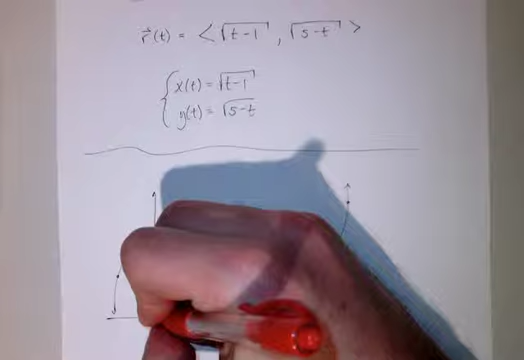 r⃗(t) = < √t-1 , √5-t >
{ x(t) = √t-1
y(t) = √5-t